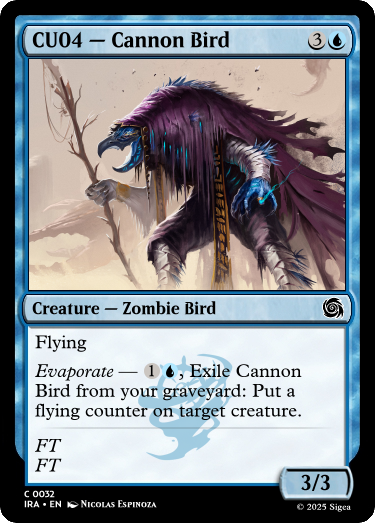 CU04 — Cannon Bird 3
Creature — Zombie Bird
Flying
Evaporate — 1 , Exile Cannon
Bird from your graveyard: Put a
flying counter on target creature.
FT
FT
3/3
C 0032
IRA • EN Nicolas Espinoza
© 2025 Sigea